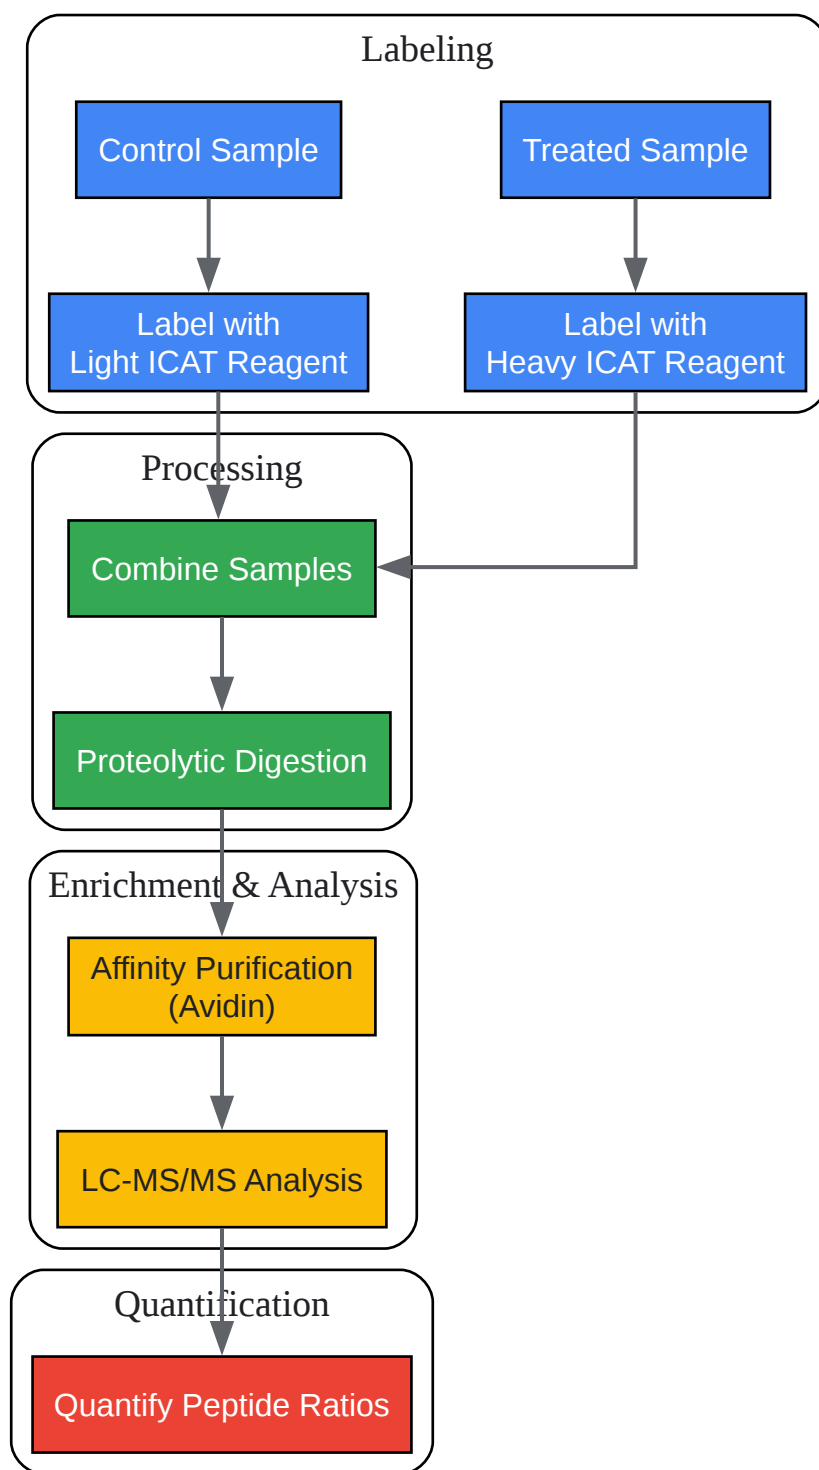 Labeling
Control Sample
Treated Sample
Label with
Light ICAT Reagent
Label with
Heavy ICAT Reagent
Processing
Combine Samples
Proteolytic Digestion
Enrichment & Analysis
Affinity Purification
(Avidin)
LC-MS/MS Analysis
Quantification
Quantify Peptide Ratios